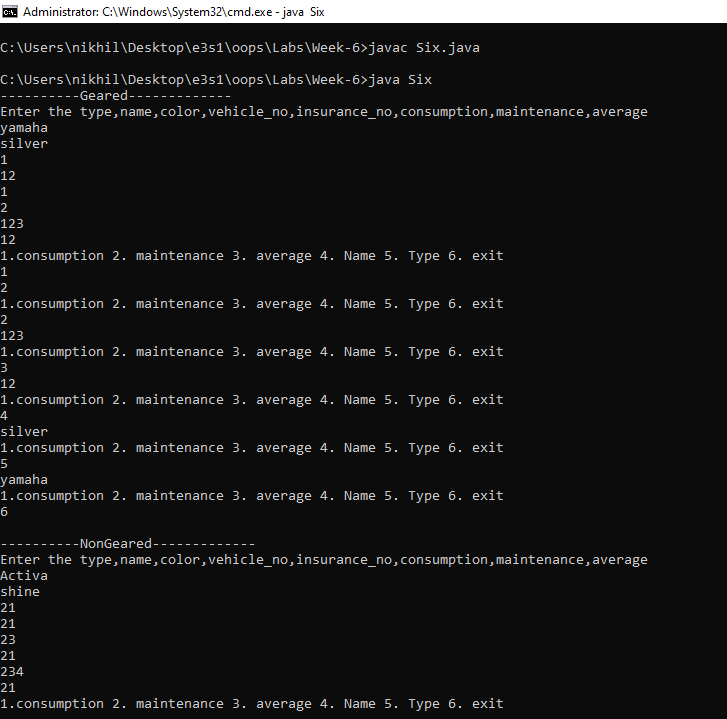 Administrator: C:\Windows\System32\cmd.exe - java  Six
C:\Users\nikhil\Desktop\e3s1\oops\Labs\Week-6>javac Six.java
C:\Users\nikhil\Desktop\e3s1\oops\Labs\Week-6>java Six
----------Geared-------------
Enter the type,name,color,vehicle_no,insurance_no,consumption,maintenance,average
yamaha
silver
1
12
1
2
123
12
1.consumption 2. maintenance 3. average 4. Name 5. Type 6. exit
1
2
1.consumption 2. maintenance 3. average 4. Name 5. Type 6. exit
2
123
1.consumption 2. maintenance 3. average 4. Name 5. Type 6. exit
3
12
1.consumption 2. maintenance 3. average 4. Name 5. Type 6. exit
4
silver
1.consumption 2. maintenance 3. average 4. Name 5. Type 6. exit
5
yamaha
1.consumption 2. maintenance 3. average 4. Name 5. Type 6. exit
6
----------NonGeared-------------
Enter the type,name,color,vehicle_no,insurance_no,consumption,maintenance,average
Activa
shine
21
21
23
21
234
21
1.consumption 2. maintenance 3. average 4. Name 5. Type 6. exit